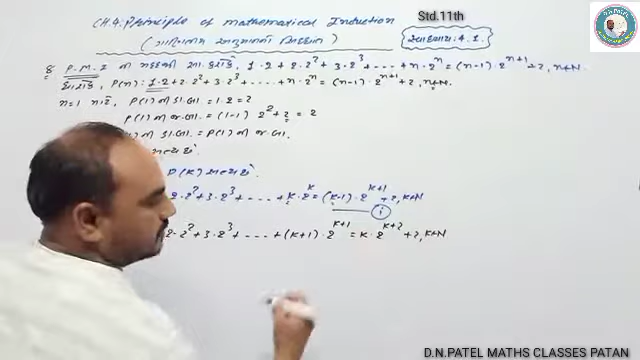 CH.4: Principle of mathematical Induction
Std.11th
(ગાણિતિક અનુમાનનો સિદ્ધાંત)
સ્વાધ્યાય 4.1
D.N.PATEL
8 P.M.I ની મદદથી સા.કરો કે, 1·2+2·2²+3·2³+----+n·2ⁿ=(n-1)·2ⁿ⁺¹+2, n∈N.
ધારો કે, P(n): 1·2+2·2²+3·2³+----+n·2ⁿ=(n-1)·2ⁿ⁺¹+2, n∈N.
n=1 માટે, P(1) ની ડા.બા. =1·2=2
P(1) ની જ.બા. =(1-1) 2²+2=2
ની ડા.બા. = P(1) ની જ.બા.
સત્ય છે.
P(k) સત્ય છે.
2·2²+3·2³+----+k·2ᵏ=(k-1)·2ᵏ⁺¹+2, k∈N
i
2·2²+3·2³+----+(k+1)·2ᵏ⁺¹=k·2ᵏ⁺²+2, k∈N
D.N.PATEL MATHS CLASSES PATAN